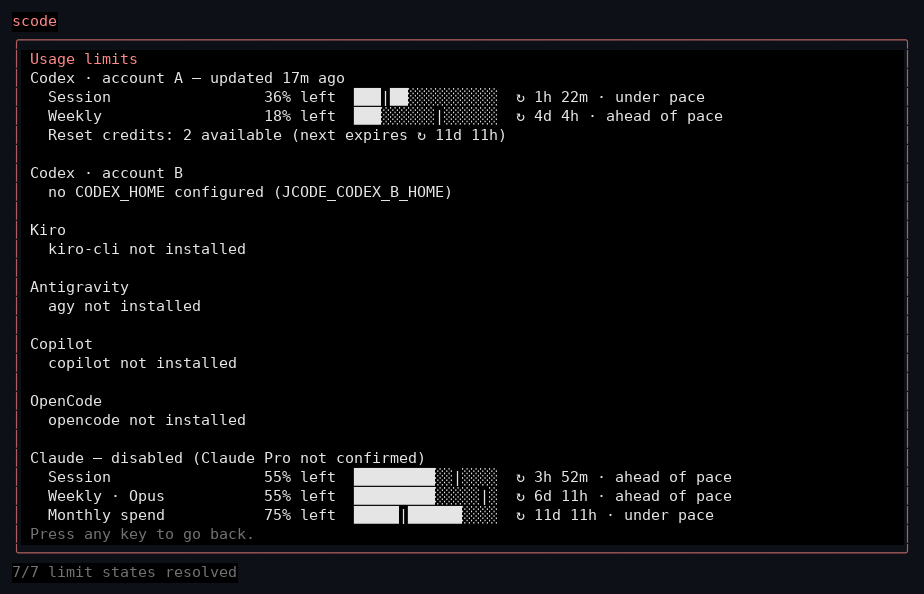 scode
Usage limits
Codex · account A — updated 17m ago
Session 36% left ███|██░░░░░░░░░░ ↻ 1h 22m · under pace
Weekly 18% left ███░░░░░░|░░░░░░ ↻ 4d 4h · ahead of pace
Reset credits: 2 available (next expires ↻ 11d 11h)
Codex · account B
no CODEX_HOME configured (JCODE_CODEX_B_HOME)
Kiro
kiro-cli not installed
Antigravity
agy not installed
Copilot
copilot not installed
OpenCode
opencode not installed
Claude — disabled (Claude Pro not confirmed)
Session 55% left █████████░░|░░░░ ↻ 3h 52m · ahead of pace
Weekly · Opus 55% left █████████░░░░░|░ ↻ 6d 11h · ahead of pace
Monthly spend 75% left █████|██████░░░░ ↻ 11d 11h · under pace
Press any key to go back.
7/7 limit states resolved